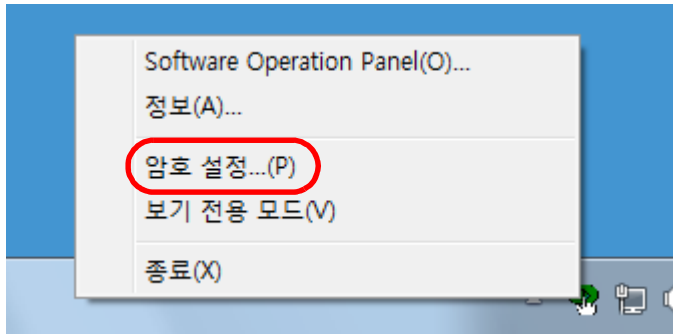 Software Operation Panel(O)...
정보(A)...
암호 설정...(P)
보기 전용 모드(V)
종료(X)